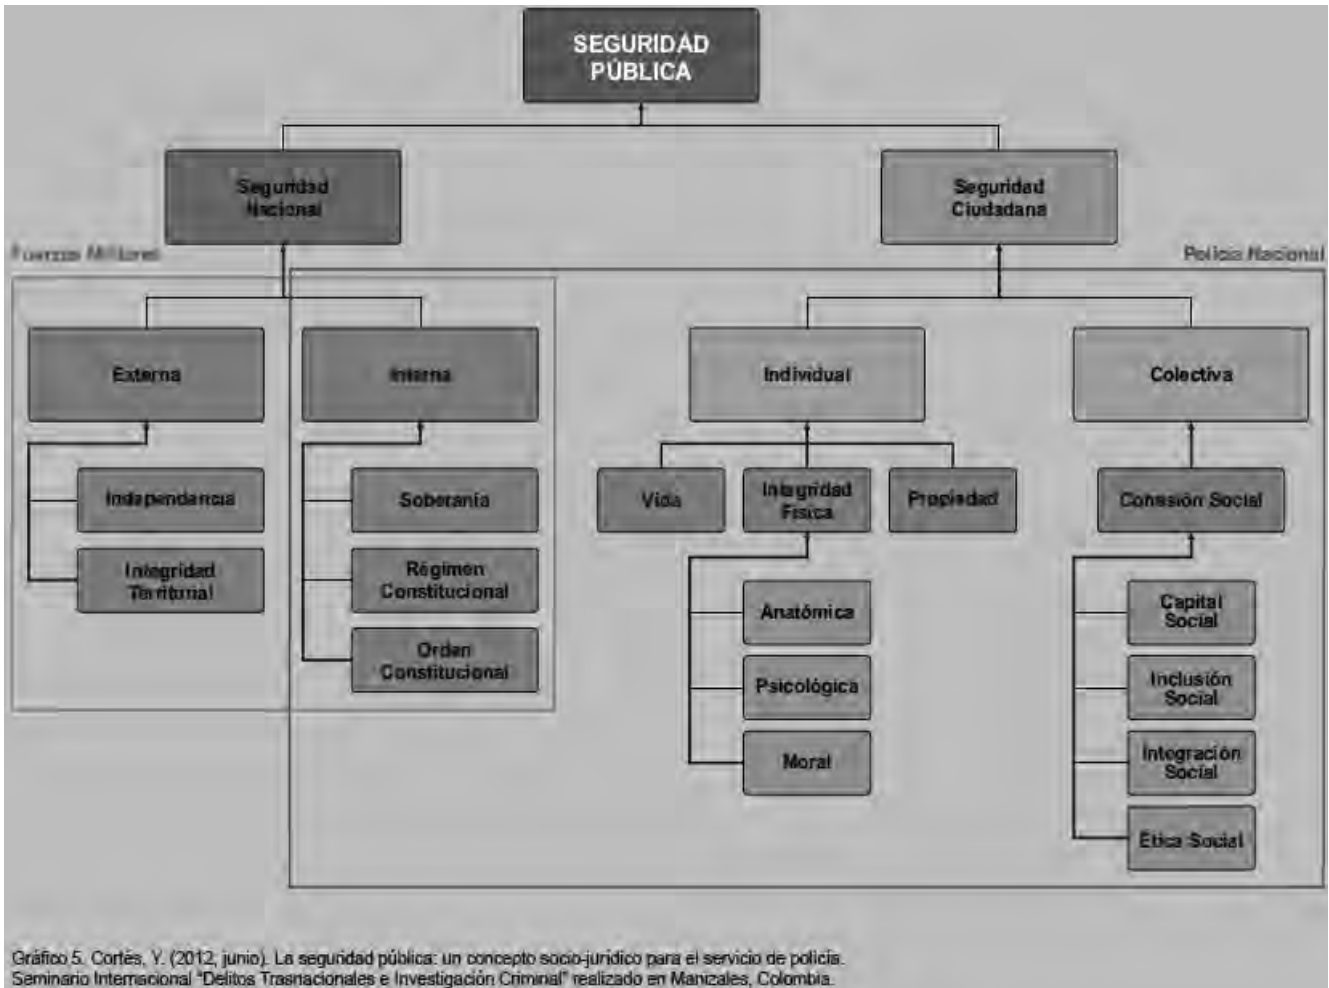 SEGURIDAD
PÚBLICA
Seguridad
Nacional
Seguridad
Ciudadana
Fuerzas Militares
Policía Nacional
Externa
Interna
Individual
Colectiva
Independencia
Soberanía
Vida
Integridad
Física
Propiedad
Cohesión Social
Integridad
Territorial
Régimen
Constitucional
Orden
Constitucional
Anatómica
Psicológica
Moral
Capital
Social
Inclusión
Social
Integración
Social
Etica Social
Gráfico 5. Cortés, Y. (2012, junio). La seguridad pública: un concepto socio-jurídico para el servicio de policía.
Seminario Internacional "Delitos Trasnacionales e Investigación Criminal" realizado en Manizales, Colombia.